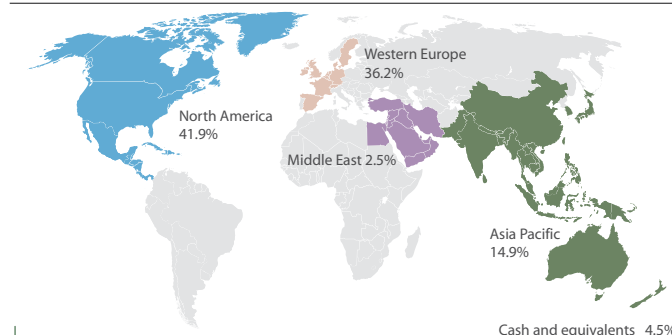 Western Europe
36.2%
North America
41.9%
Middle East 2.5%
Asia Pacific
14.9%
Cash and equivalents 4.5%